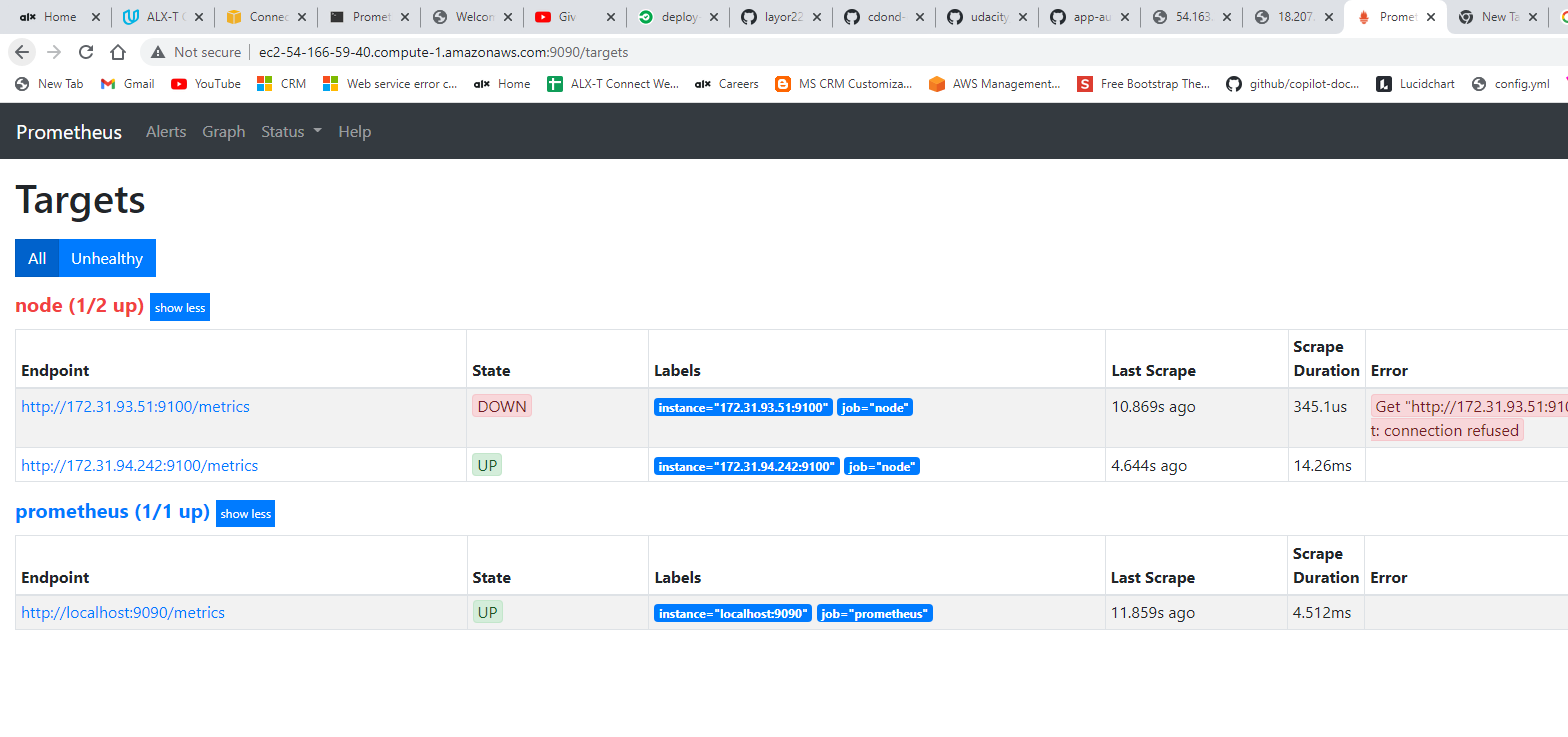 Home ALX-T C Connec Promet Welcon Giv deploy- layor22 cdond- udacity app-au 54.163. 18.207. Promet New Ta
Not secure ec2-54-166-59-40.compute-1.amazonaws.com:9090/targets
New Tab Gmail YouTube CRM Web service error c... alx Home ALX-T Connect We... alx Careers MS CRM Customiza... AWS Management... Free Bootstrap The... github/copilot-doc... Lucidchart config.yml
Prometheus Alerts Graph Status Help
Targets
All Unhealthy
node (1/2 up) show less
Endpoint State Labels Last Scrape Scrape Duration Error
http://172.31.93.51:9100/metrics DOWN instance="172.31.93.51:9100" job="node" 10.869s ago 345.1us Get "http://172.31.93.51:910
t: connection refused
http://172.31.94.242:9100/metrics UP instance="172.31.94.242:9100" job="node" 4.644s ago 14.26ms
prometheus (1/1 up) show less
Endpoint State Labels Last Scrape Scrape Duration Error
http://localhost:9090/metrics UP instance="localhost:9090" job="prometheus" 11.859s ago 4.512ms